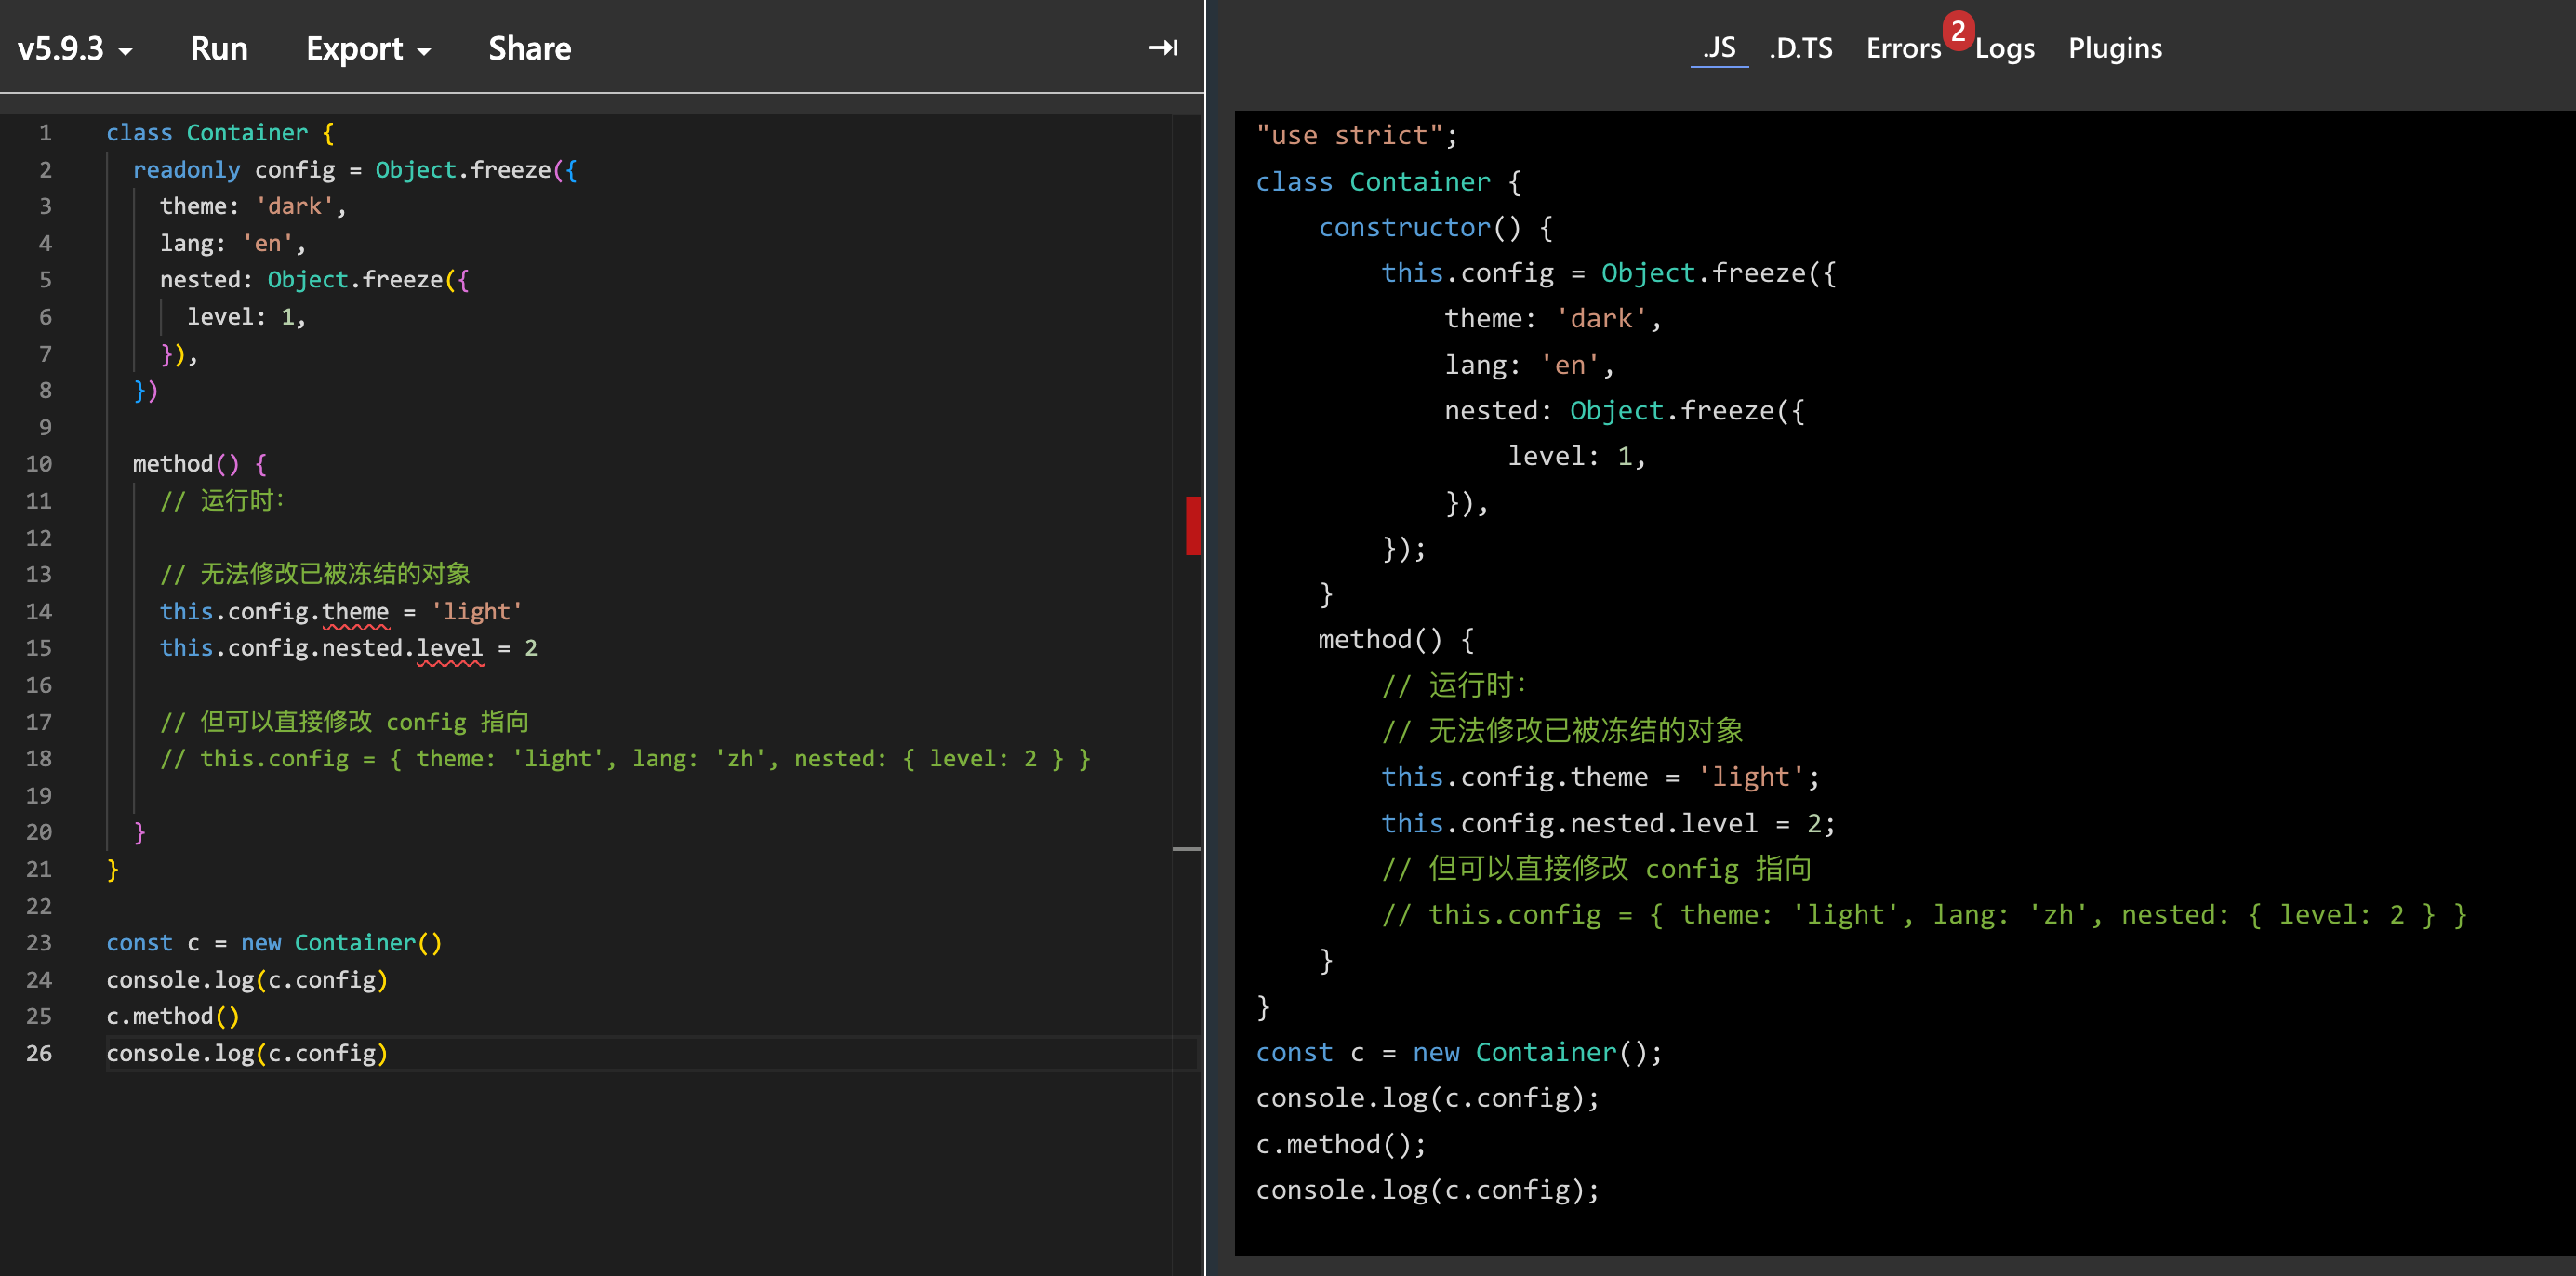 v5.9.3 Run Export Share
1 class Container {
2   readonly config = Object.freeze({
3     theme: 'dark',
4     lang: 'en',
5     nested: Object.freeze({
6       level: 1,
7     }),
8   })
9
10   method() {
11     // 运行时：
12
13     // 无法修改已被冻结的对象
14     this.config.theme = 'light'
15     this.config.nested.level = 2
16
17     // 但可以直接修改 config 指向
18     // this.config = { theme: 'light', lang: 'zh', nested: { level: 2 } }
19
20   }
21 }
22
23 const c = new Container()
24 console.log(c.config)
25 c.method()
26 console.log(c.config)
.JS .D.TS Errors 2 Logs Plugins
"use strict";
class Container {
    constructor() {
        this.config = Object.freeze({
            theme: 'dark',
            lang: 'en',
            nested: Object.freeze({
                level: 1,
            }),
        });
    }
    method() {
        // 运行时：
        // 无法修改已被冻结的对象
        this.config.theme = 'light';
        this.config.nested.level = 2;
        // 但可以直接修改 config 指向
        // this.config = { theme: 'light', lang: 'zh', nested: { level: 2 } }
    }
}
const c = new Container();
console.log(c.config);
c.method();
console.log(c.config);